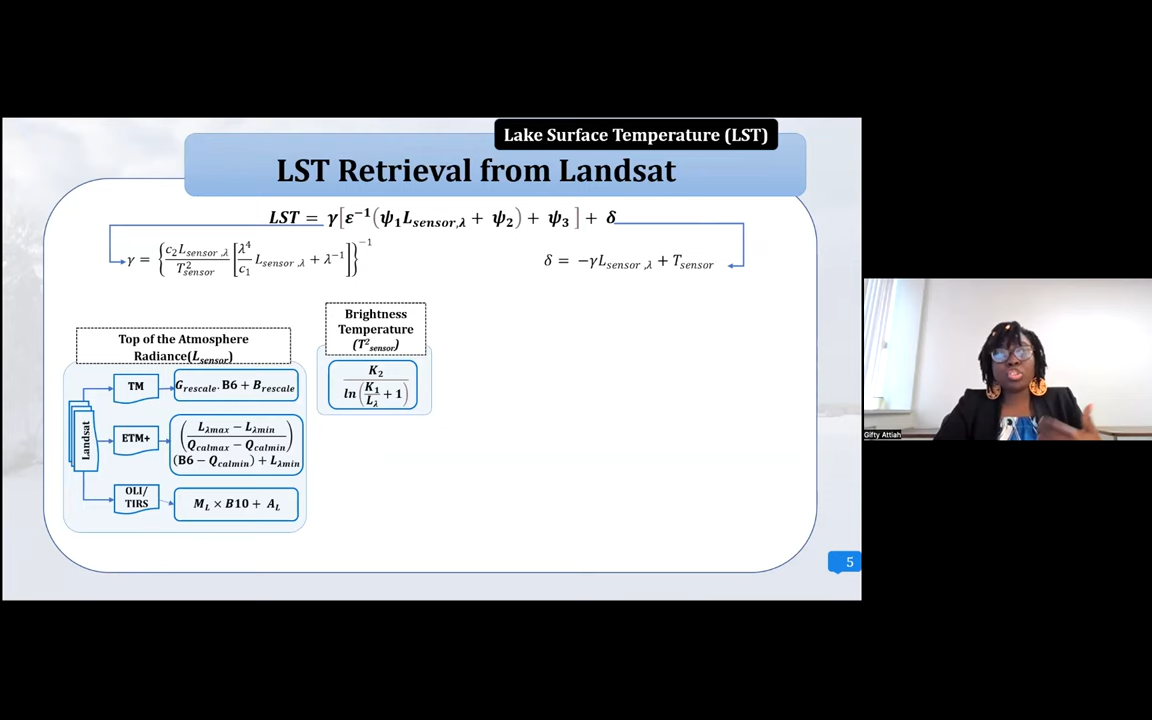 Lake Surface Temperature (LST)
LST Retrieval from Landsat
LST = γ[ε⁻¹(ψ₁L_sensor,λ + ψ₂) + ψ₃ ] + δ
γ = {c₂L_sensor,λ / T²_sensor [λ⁴/c₁ L_sensor,λ + λ⁻¹]}⁻¹
δ = −γL_sensor,λ + T_sensor
Top of the Atmosphere
Radiance(L_sensor)
Landsat
TM
G_rescale. B6 + B_rescale
ETM+
(L_λmax − L_λmin / Q_calmax − Q_calmin)
(B6 − Q_calmin) + L_λmin
OLI/
TIRS
M_L × B10 + A_L
Brightness
Temperature
(T²_sensor)
K₂ / ln(K₁/L_λ + 1)
5
Gifty Attiah